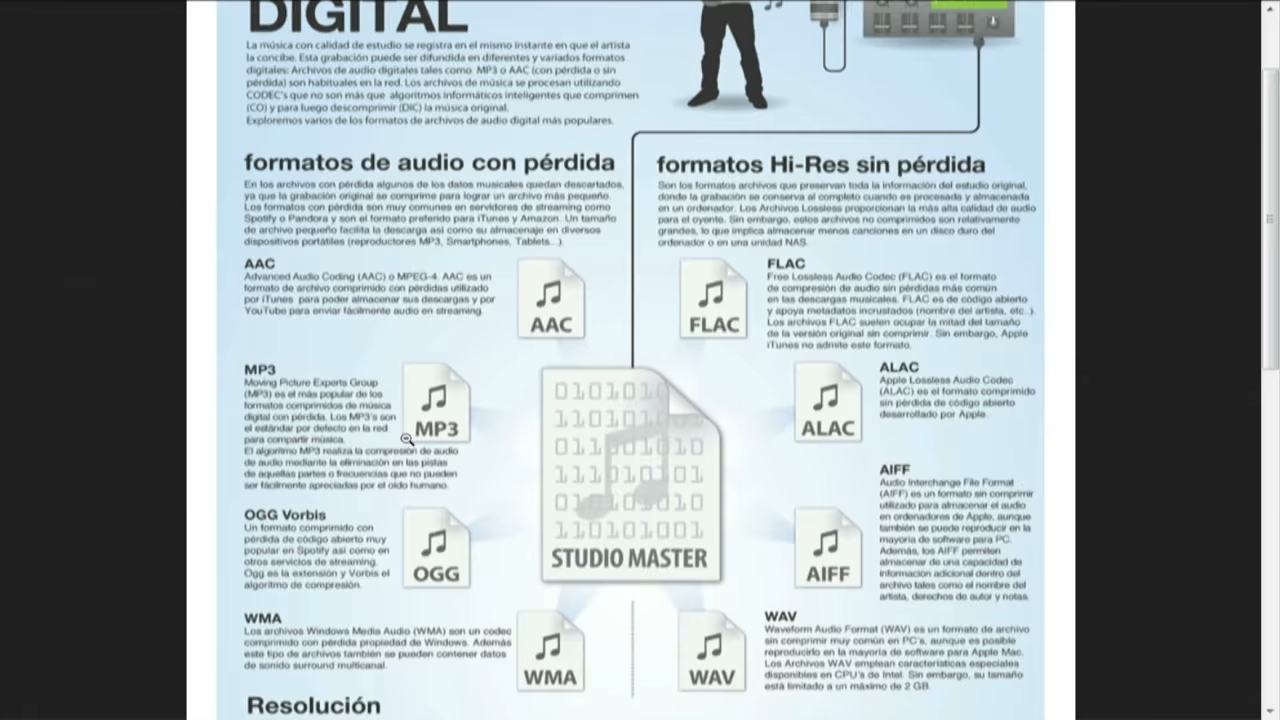 DIGITAL
La música con calidad de estudio se registra en el mismo instante en que el artista
la concibe. Esta grabación puede ser difundida en diferentes y variados formatos
digitales: Archivos de audio digitales tales como MP3 o AAC (con pérdida o sin
pérdida) son habituales en la red. Los archivos de música se procesan utilizando
CODEC's que no son más que algoritmos informáticos inteligentes que comprimen
(CO) y para luego descomprimir (DIC) la música original.
Exploremos varios de los formatos de archivos de audio digital más populares.
formatos de audio con pérdida
En los archivos con pérdida algunos de los datos musicales quedan descartados,
ya que la grabación original se comprime para lograr un archivo más pequeño.
Los formatos con pérdida son muy comunes en servidores de streaming como
Spotify o Pandora y son el formato preferido para iTunes y Amazon. Un tamaño
de archivo pequeño facilita la descarga así como su almacenaje en diversos
dispositivos portátiles (reproductores MP3, Smartphones, Tablets...)
AAC
Advanced Audio Coding (AAC) o MPEG-4. AAC es un
formato de archivo comprimido con pérdidas utilizado
por iTunes para poder almacenar sus descargas y por
YouTube para enviar fácilmente audio en streaming.
AAC
MP3
Moving Picture Experts Group
(MP3) es el más popular de los
formatos comprimidos de música
digital con pérdida. Los MP3's son
el estándar por defecto en la red
para compartir música.
El algoritmo MP3 realiza la compresión de audio
de audio mediante la eliminación en las pistas
de aquellas partes o frecuencias que no pueden
ser fácilmente apreciadas por el oído humano.
MP3
OGG Vorbis
Un formato comprimido con
pérdida de código abierto muy
popular en Spotify así como en
otros servicios de streaming.
Ogg es la extensión y Vorbis el
algoritmo de compresión.
OGG
WMA
Los archivos Windows Media Audio (WMA) son un codec
comprimido con pérdida propiedad de Windows. Además
este tipo de archivos también se pueden contener datos
de sonido surround multicanal.
WMA
formatos Hi-Res sin pérdida
Son los formatos archivos que preservan toda la información del estudio original,
donde la grabación se conserva al completo cuando es procesada y almacenada
en un ordenador. Los Archivos Lossless proporcionan la más alta calidad de audio
para el oyente. Sin embargo, estos archivos no comprimidos son relativamente
grandes, lo que implica almacenar menos canciones en un disco duro del
ordenador o en una unidad NAS.
FLAC
FLAC
Free Lossless Audio Codec (FLAC) es el formato
de compresión de audio sin pérdidas más común
en las descargas musicales. FLAC es de código abierto
y apoya metadatos incrustados (nombre del artista, etc..).
Los archivos FLAC suelen ocupar la mitad del tamaño
de la versión original sin comprimir. Sin embargo, Apple
iTunes no admite este formato.
ALAC
ALAC
Apple Lossless Audio Codec
(ALAC) es el formato comprimido
sin pérdida de código abierto
desarrollado por Apple.
AIFF
AIFF
Audio Interchange File Format
(AIFF) es un formato sin comprimir
utilizado para almacenar el audio
en ordenadores de Apple, aunque
también se puede reproducir en la
mayoría de software para PC.
Además, los AIFF permiten
almacenar de una capacidad de
información adicional dentro del
archivo tales como el nombre del
artista, derechos de autor y notas.
WAV
WAV
Waveform Audio Format (WAV) es un formato de archivo
sin comprimir muy común en PC's, aunque es posible
reproducirlo en la mayoría de software para Apple Mac.
Los Archivos WAV emplean características especiales
disponibles en CPU's de Intel. Sin embargo, su tamaño
está limitado a un máximo de 2 GB.
STUDIO MASTER
Resolución